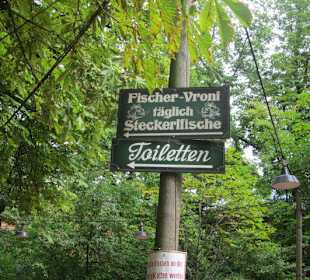 Fischer-Vroni
täglich
Steckerlfische
Toiletten